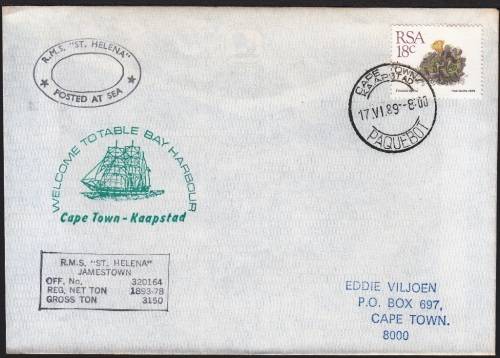 R.M.S. "ST. HELENA"
POSTED AT SEA
RSA
18c
CAPE TOWN
KAAPSTAD
17 VI 89 -8:00
PAQUEBOT
WELCOME TO TABLE BAY HARBOUR
Cape Town - Kaapstad
R.M.S. "ST. HELENA"
JAMESTOWN
OFF. No. 320164
REG. NET TON 1893·78
GROSS TON 3150
EDDIE VILJOEN
P.O. BOX 697,
CAPE TOWN.
8000